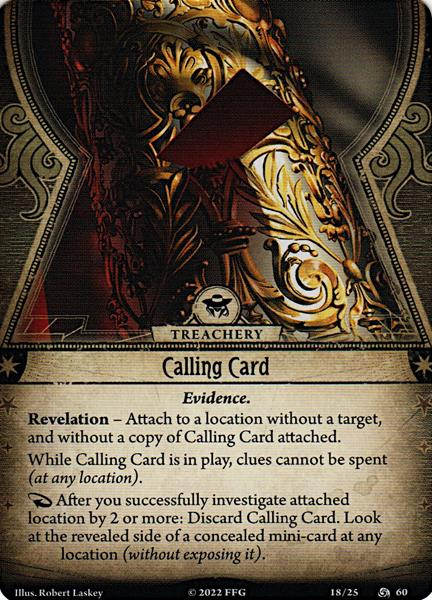 TREACHERY
Calling Card
Evidence.
Revelation – Attach to a location without a target,
and without a copy of Calling Card attached.
While Calling Card is in play, clues cannot be spent
(at any location).
After you successfully investigate attached
location by 2 or more: Discard Calling Card. Look
at the revealed side of a concealed mini-card at any
location (without exposing it).
Illus. Robert Laskey
© 2022 FFG
18/25
60